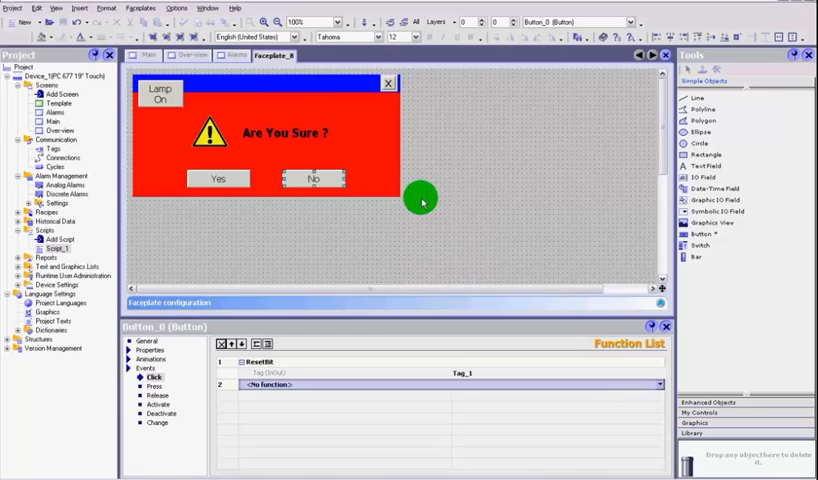 Project Edit View Insert Format Faceplates Options Window Help
New
100%
Layers 0 0 Button_0 (Button)
English (United States) Tahoma 12
Project
Project
Device_1(PC 677 19" Touch)
Screens
Add Screen
Template
Alarms
Main
Over-view
Communication
Tags
Connections
Cycles
Alarm Management
Analog Alarms
Discrete Alarms
Settings
Recipes
Historical Data
Scripts
Add Script
Script_1
Reports
Text and Graphics Lists
Runtime User Administration
Device Settings
Language Settings
Project Languages
Graphics
Project Texts
Dictionaries
Structures
Version Management
Main Over-view Alarms Faceplate_8
Lamp
On
X
Are You Sure ?
Yes No
Faceplate configuration
Button_0 (Button)
General
Properties
Animations
Events
Click
Press
Release
Activate
Deactivate
Change
Function List
1 ResetBit
Tag (InOut) Tag_1
2 <No function>
Tools
Simple Objects
Line
Polyline
Polygon
Ellipse
Circle
Rectangle
Text Field
IO Field
Date-Time Field
Graphic IO Field
Symbolic IO Field
Graphics View
Button
Switch
Bar
Enhanced Objects
My Controls
Graphics
Library
Drop any object here to delete
it.